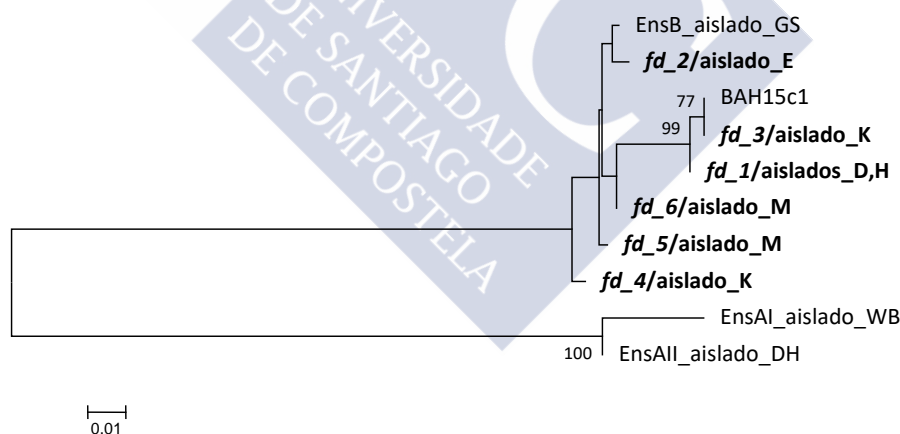 UNIVERSIDADE
DE SANTIAGO
DE COMPOSTELA
EnsB_aislado_GS
fd_2/aislado_E
77
BAH15c1
99
fd_3/aislado_K
fd_1/aislados_D,H
fd_6/aislado_M
fd_5/aislado_M
fd_4/aislado_K
EnsAI_aislado_WB
100
EnsAII_aislado_DH
0.01